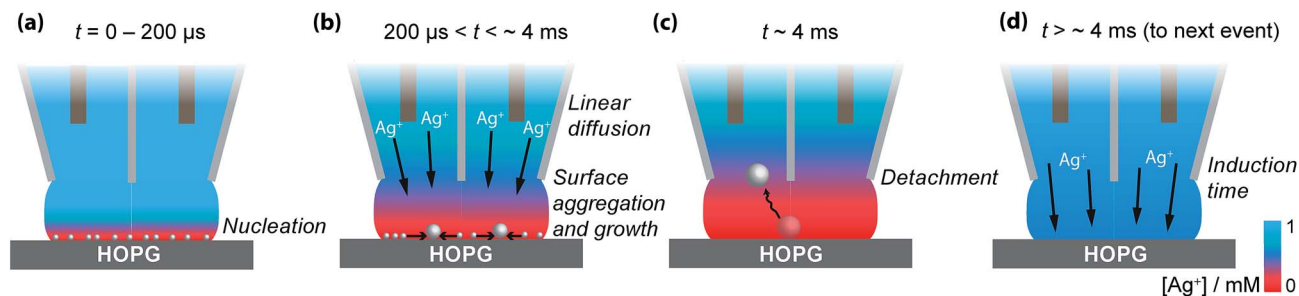 (a)
t = 0 – 200 µs
Nucleation
HOPG
(b)
200 µs < t < ~ 4 ms
Linear
diffusion
Ag⁺ Ag⁺ Ag⁺ Ag⁺
Surface
aggregation
and growth
HOPG
(c)
t ~ 4 ms
Detachment
HOPG
(d)
t > ~ 4 ms (to next event)
Ag⁺ Ag⁺
Induction
time
HOPG
1
[Ag⁺] / mM
0